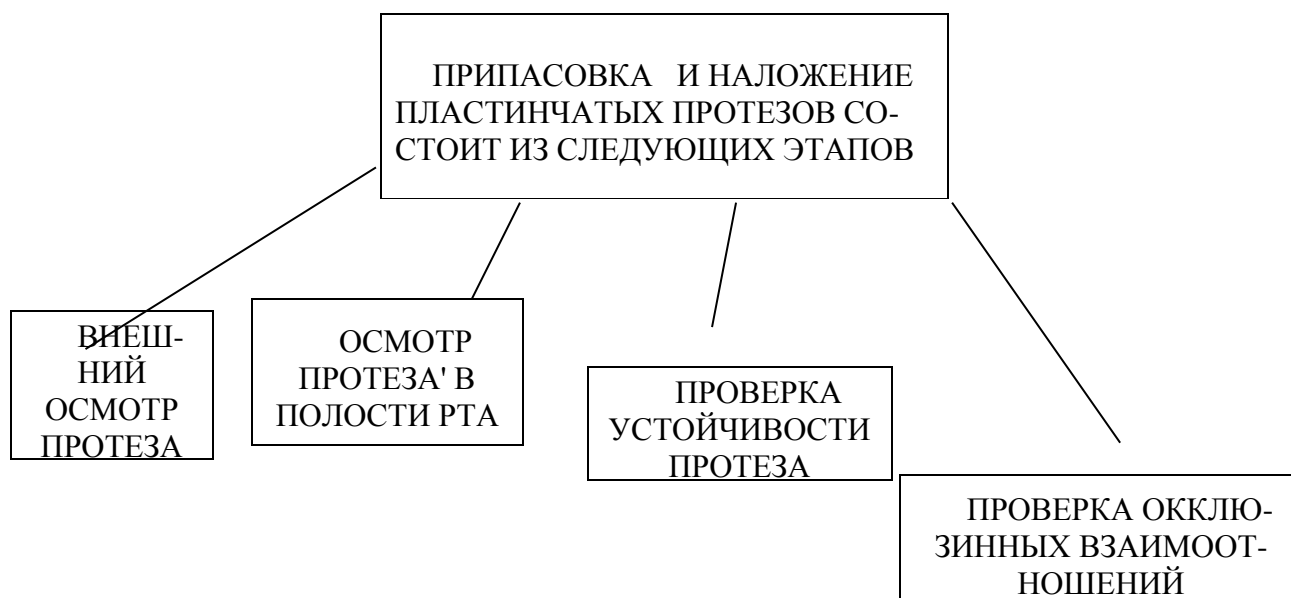 ПРИПАСОВКА И НАЛОЖЕНИЕ
ПЛАСТИНЧАТЫХ ПРОТЕЗОВ СО-
СТОИТ ИЗ СЛЕДУЮЩИХ ЭТАПОВ
ВНЕШ-
НИЙ
ОСМОТР
ПРОТЕЗА
ОСМОТР
ПРОТЕЗА' В
ПОЛОСТИ РТА
ПРОВЕРКА
УСТОЙЧИВОСТИ
ПРОТЕЗА
ПРОВЕРКА ОККЛЮ-
ЗИННЫХ ВЗАИМООТ-
НОШЕНИЙ